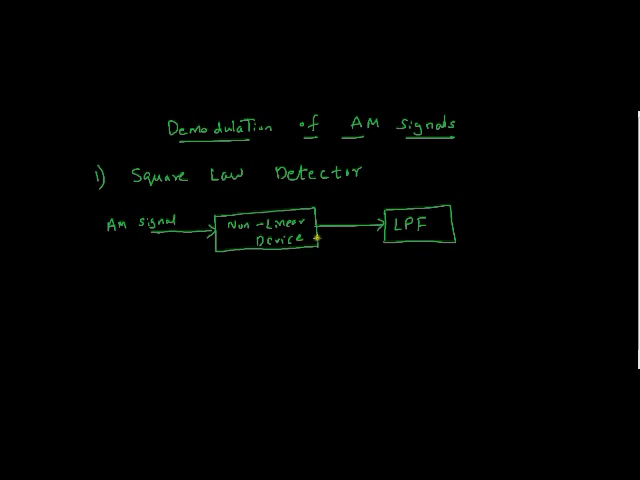 Demodulation of AM signals
1) Square Law Detector
AM signal
Non-Linear
Device
LPF